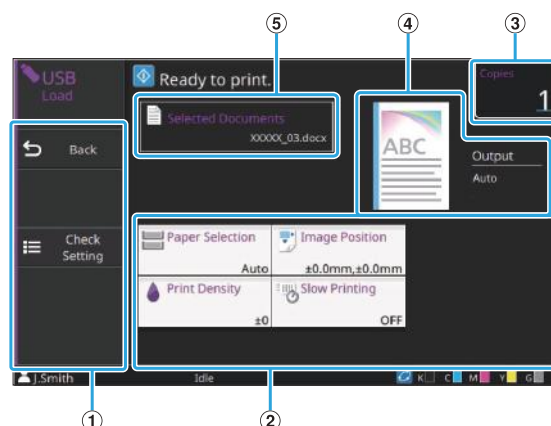 ⑤ ④ ③
USB
Load
Ready to print.
Copies
1
Selected Documents
XXXXX_03.docx
ABC
Output
Auto
Back
Check
Setting
Paper Selection
Auto
Image Position
±0.0mm,±0.0mm
Print Density
±0
Slow Printing
OFF
J.Smith
Idle
K C M Y G
① ②